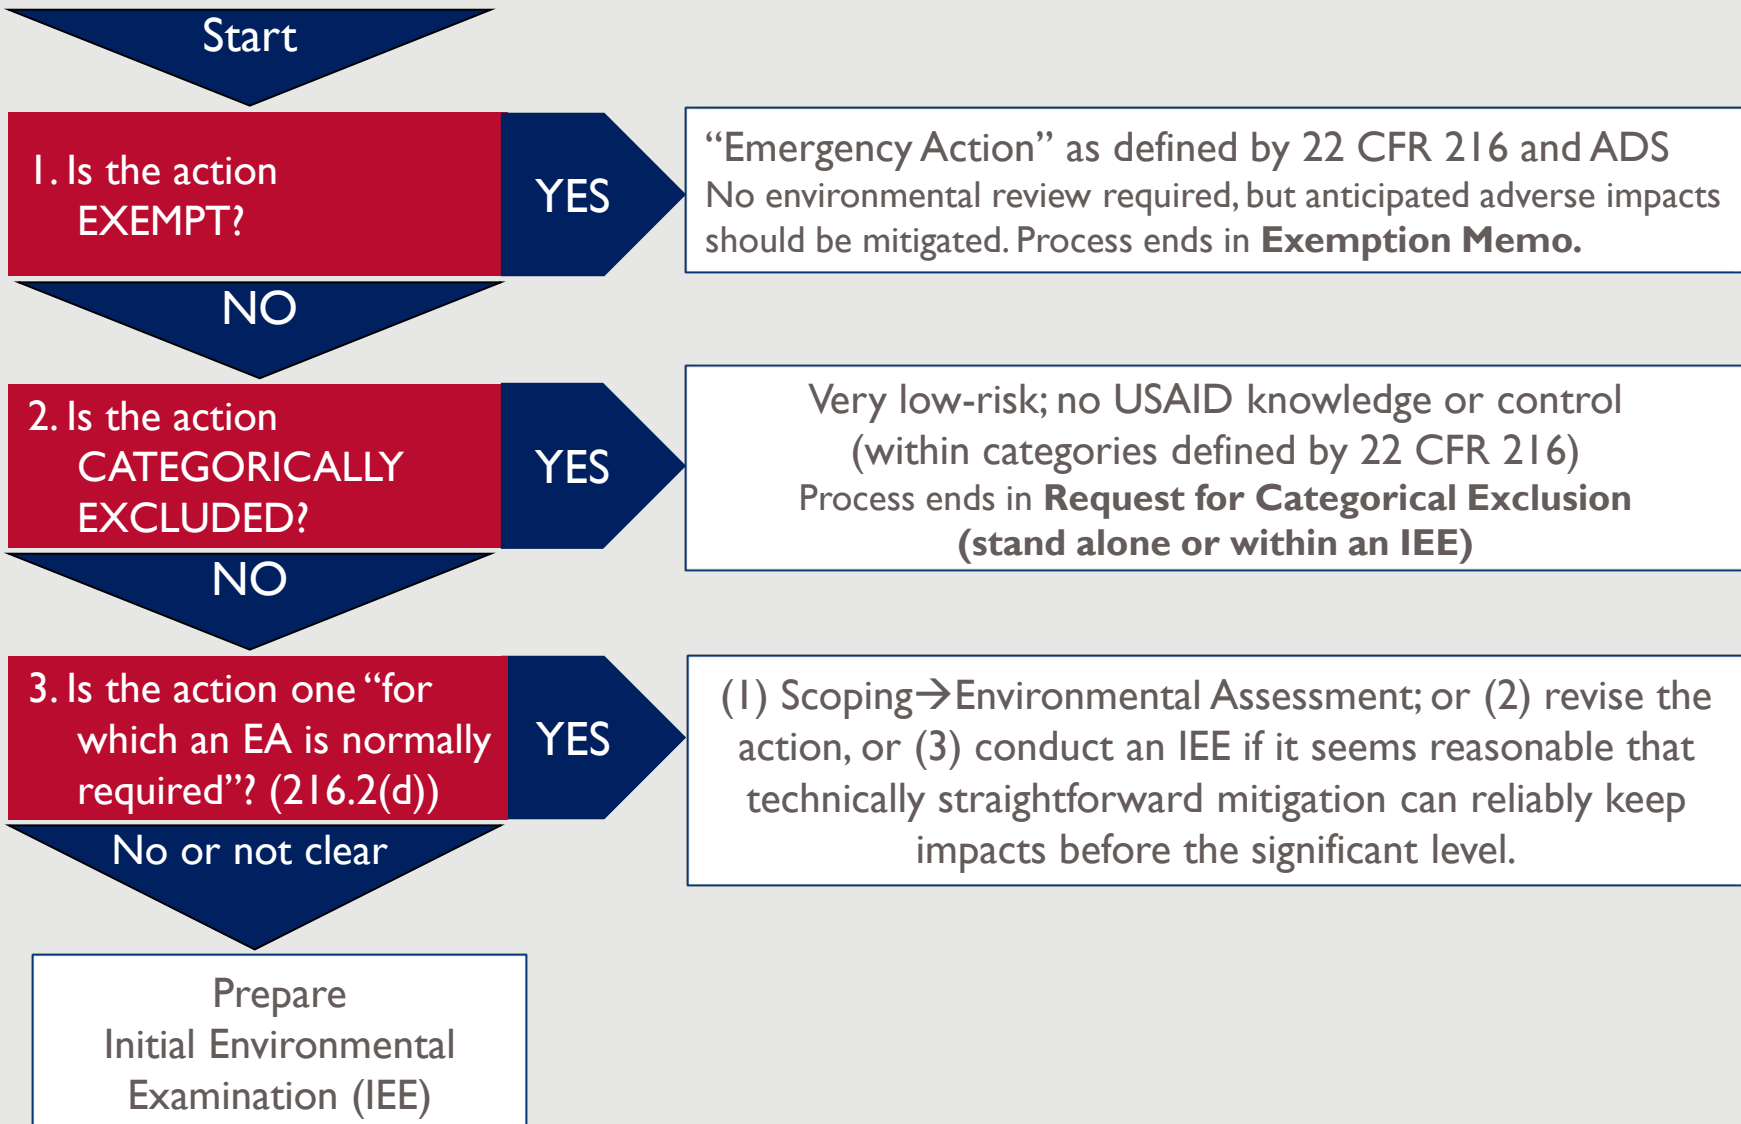 Start
1. Is the action
EXEMPT?
YES
“Emergency Action” as defined by 22 CFR 216 and ADS
No environmental review required, but anticipated adverse impacts
should be mitigated. Process ends in Exemption Memo.
NO
2. Is the action
CATEGORICALLY
EXCLUDED?
YES
Very low-risk; no USAID knowledge or control
(within categories defined by 22 CFR 216)
Process ends in Request for Categorical Exclusion
(stand alone or within an IEE)
NO
3. Is the action one “for
which an EA is normally
required”? (216.2(d))
YES
(1) Scoping→Environmental Assessment; or (2) revise the
action, or (3) conduct an IEE if it seems reasonable that
technically straightforward mitigation can reliably keep
impacts before the significant level.
No or not clear
Prepare
Initial Environmental
Examination (IEE)